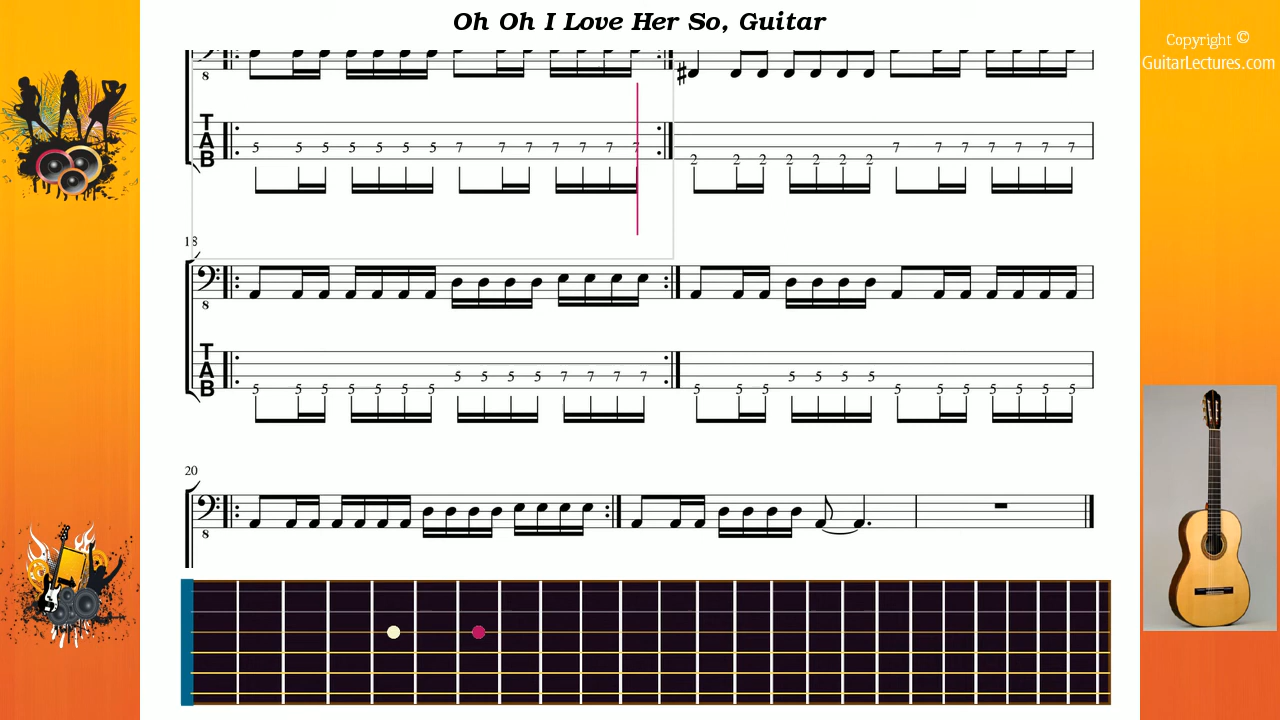 Oh Oh I Love Her So, Guitar
Copyright ©
GuitarLectures.com
8
T
A
B
5 5 5 5 5 5 5 7 7 7 7 7 7 7 2 2 2 2 2 2 2 7 7 7 7 7 7 7
18
8
T
A
B
5 5 5 5 5 5 5 5 5 5 5 7 7 7 7 5 5 5 5 5 5 5 5 5 5 5 5 5 5
20
8